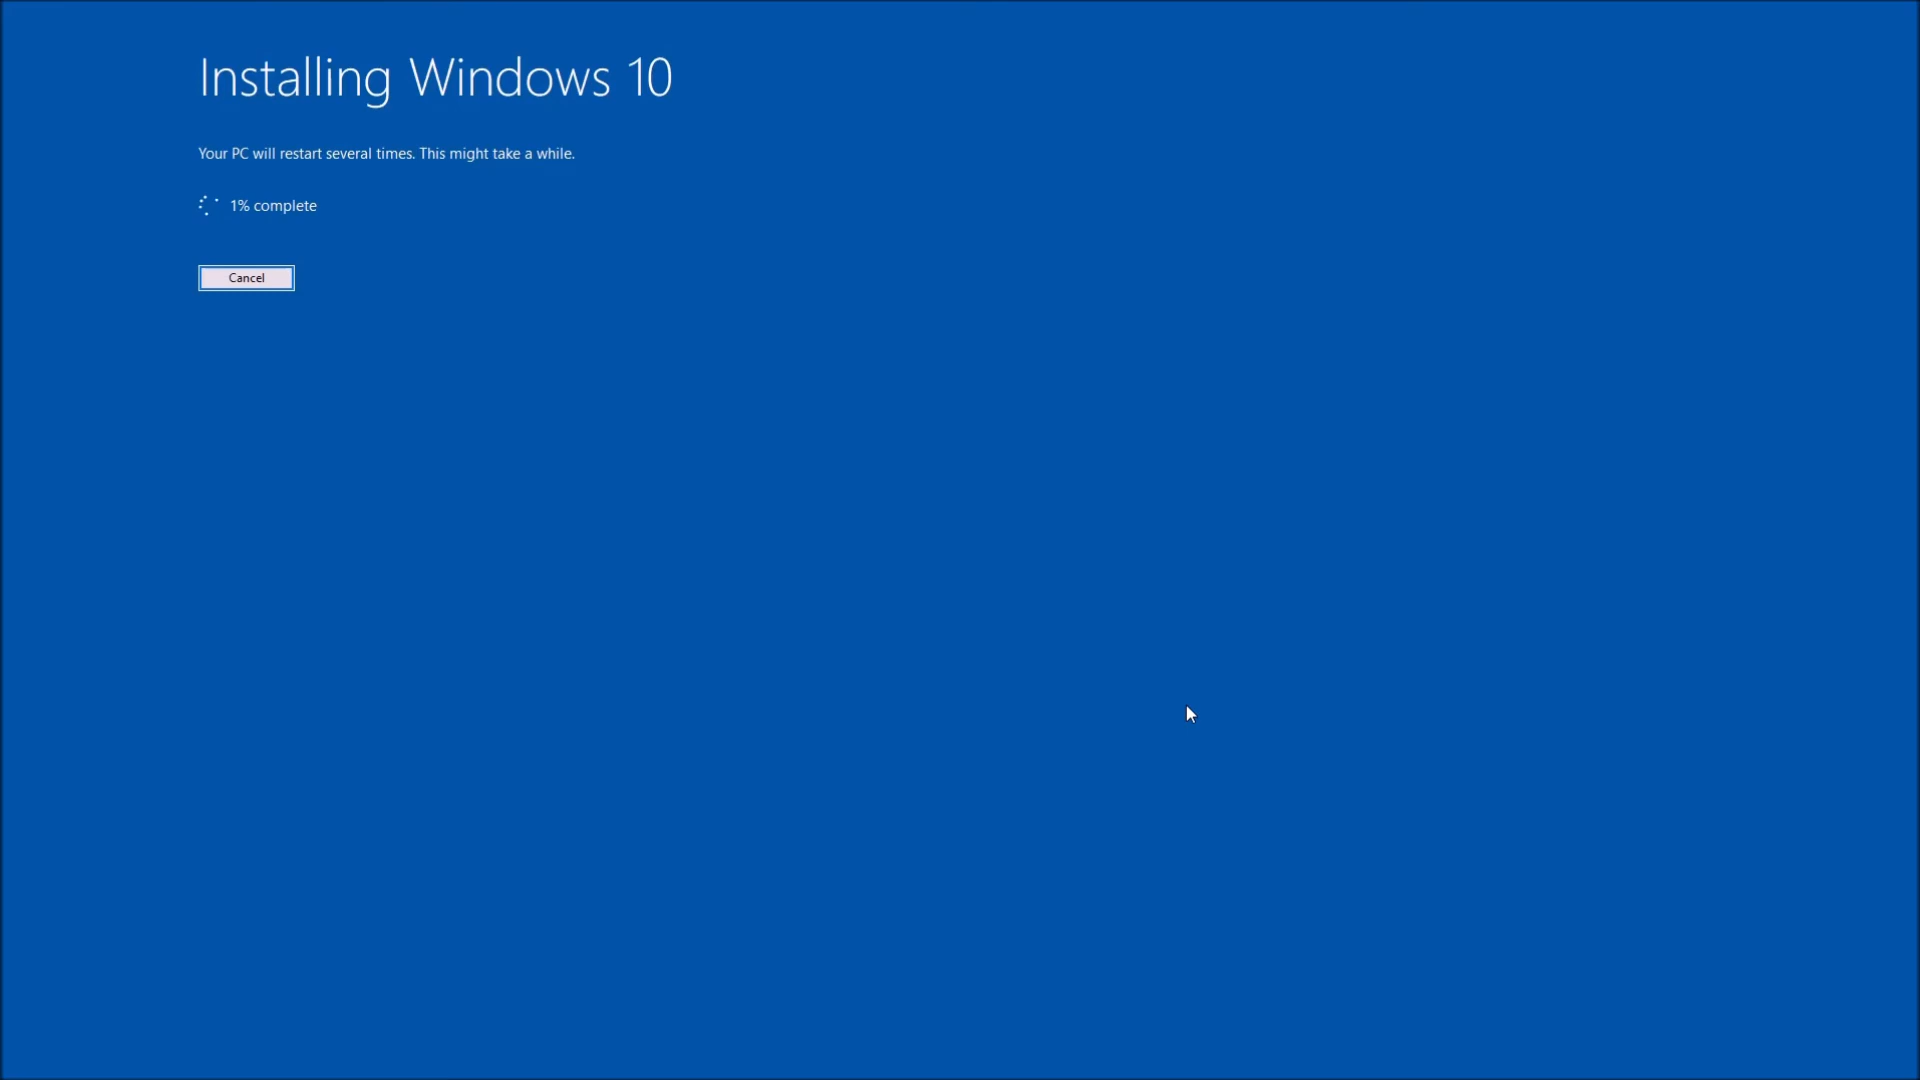 Installing Windows 10
Your PC will restart several times. This might take a while.
1% complete
Cancel